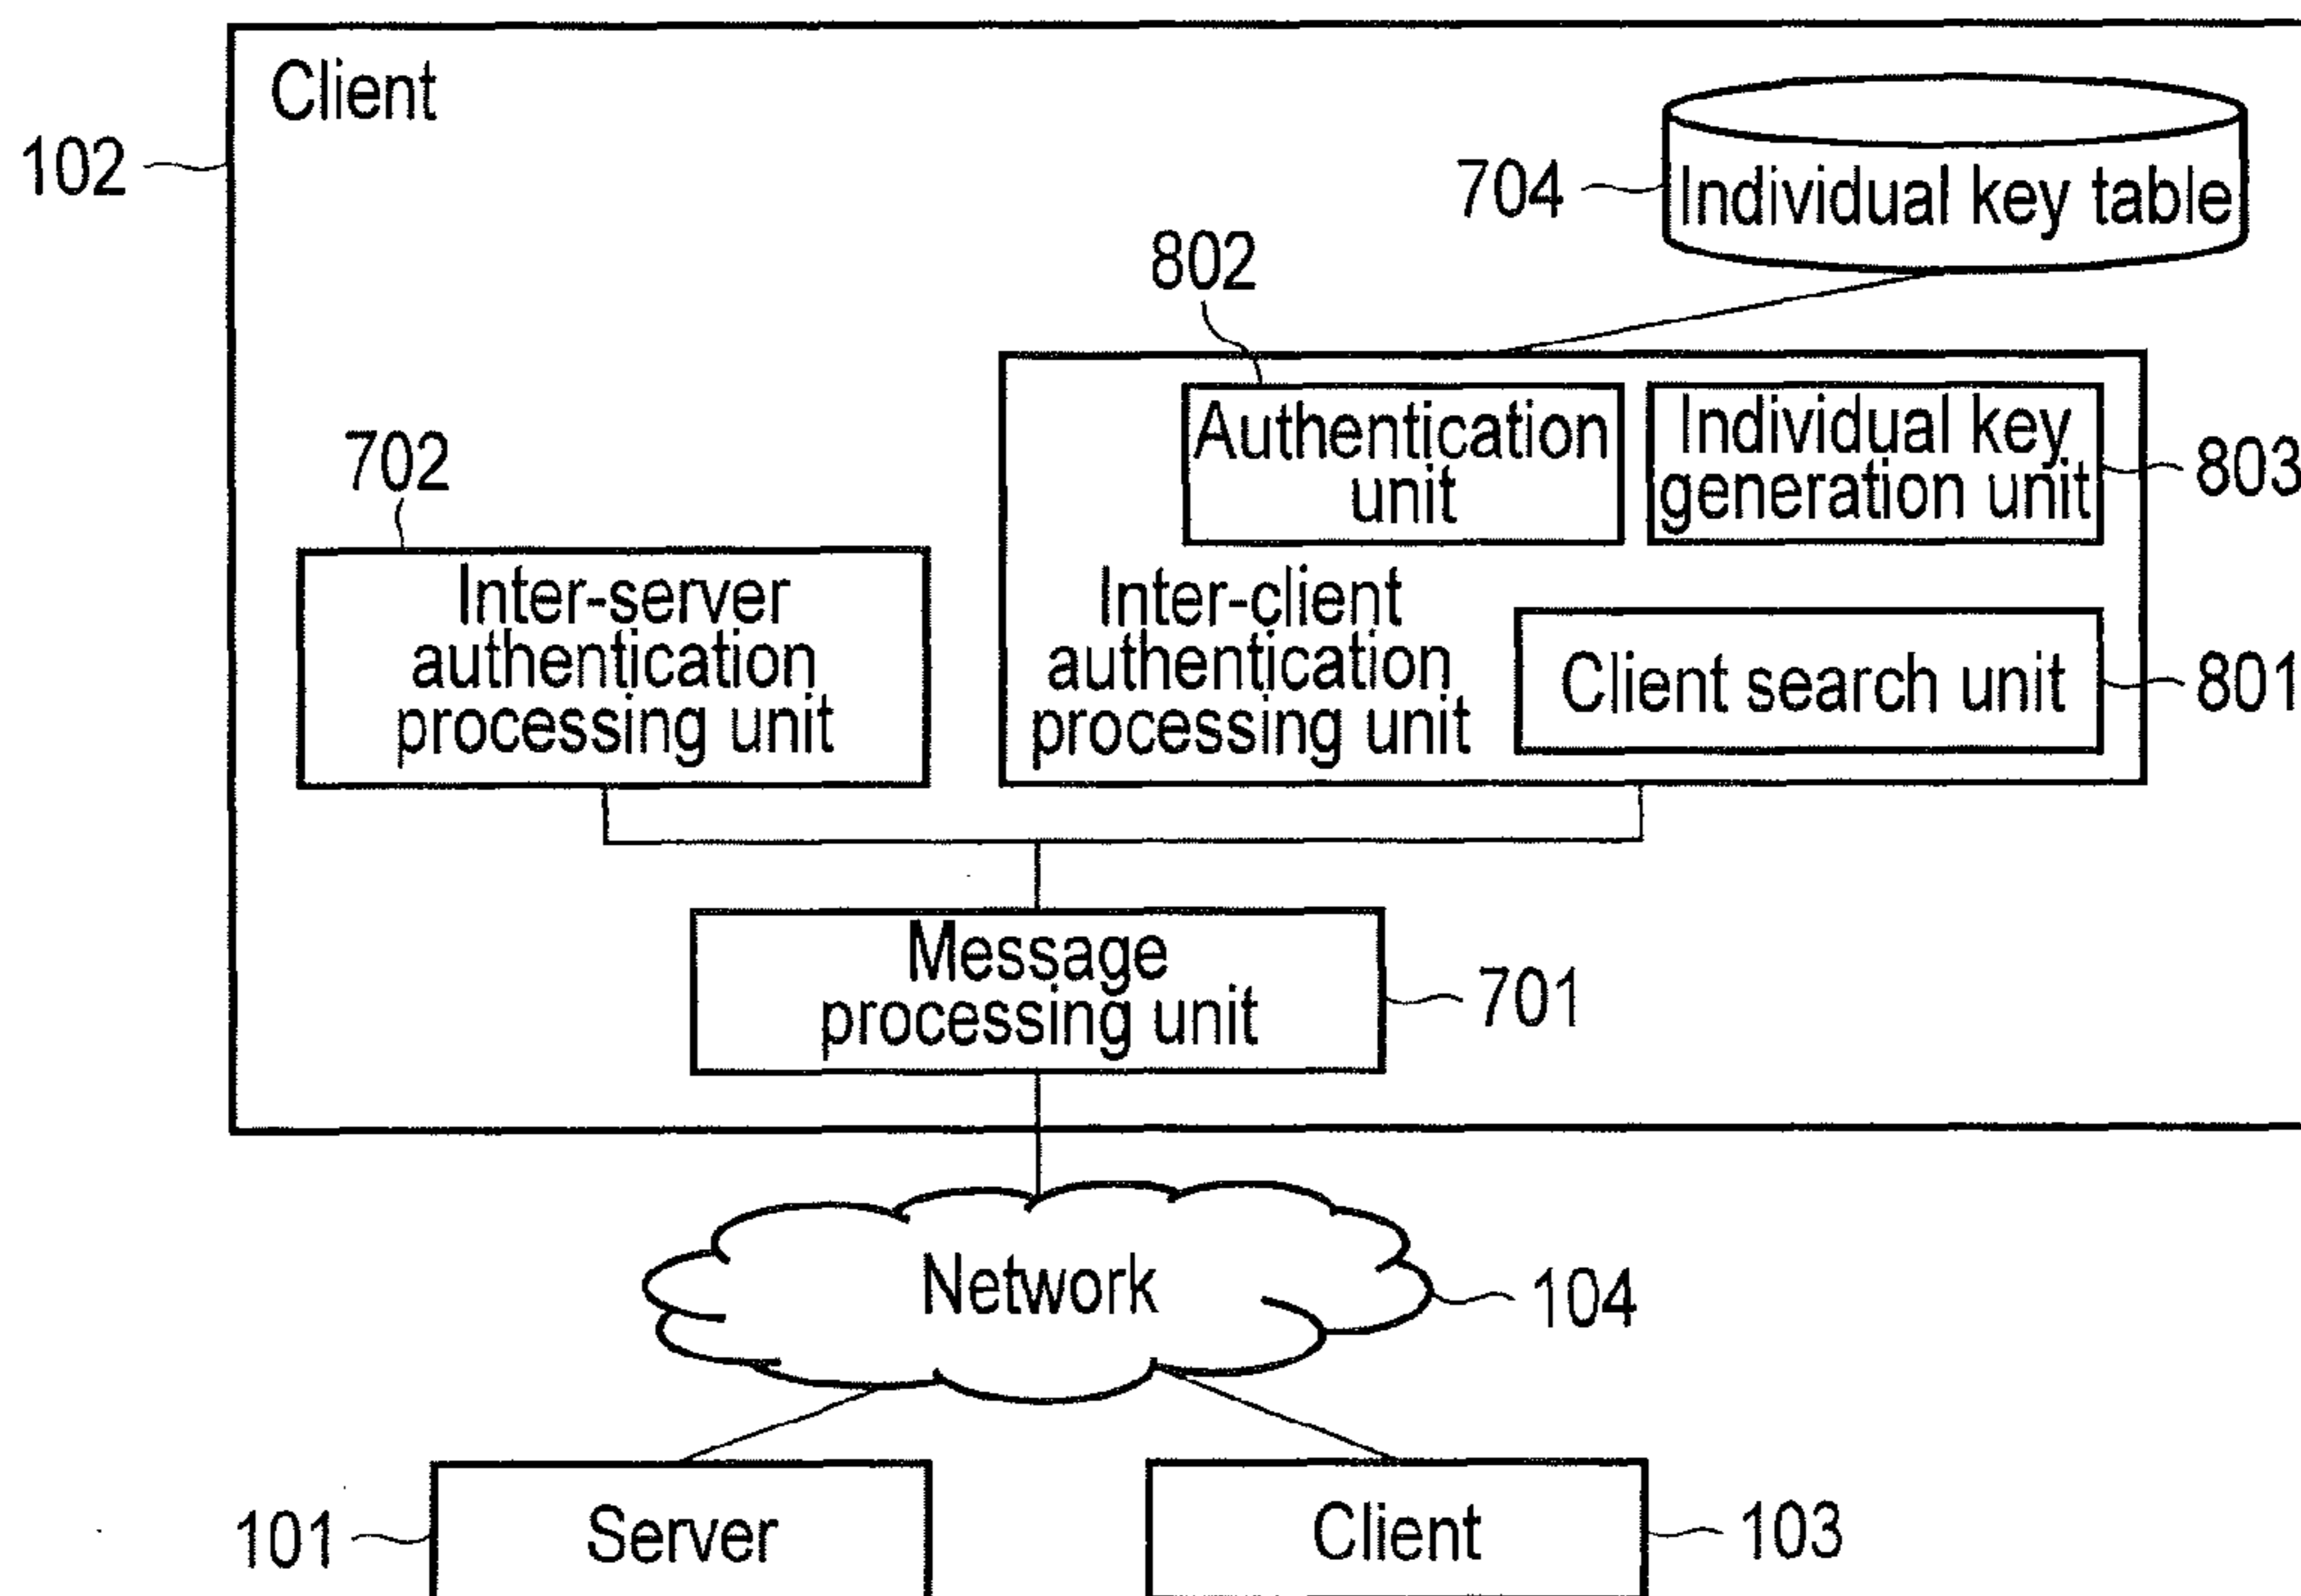 Client
102
704
Individual key table
802
Authentication
unit
Individual key
generation unit
803
702
Inter-server
authentication
processing unit
Inter-client
authentication
processing unit
Client search unit
801
Message
processing unit
701
Network
104
101
Server
Client
103